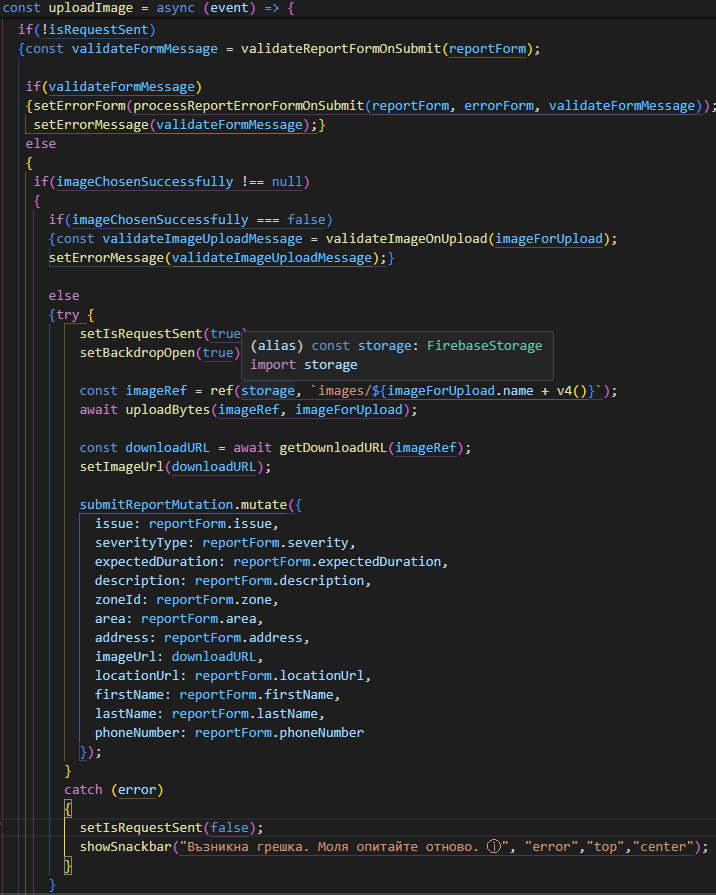 const uploadImage = async (event) => {
if(!isRequestSent)
{const validateFormMessage = validateReportFormOnSubmit(reportForm);
if(validateFormMessage)
{setErrorForm(processReportErrorFormOnSubmit(reportForm, errorForm, validateFormMessage));
setErrorMessage(validateFormMessage);}
else
{
if(imageChosenSuccessfully !== null)
{
if(imageChosenSuccessfully === false)
{const validateImageUploadMessage = validateImageOnUpload(imageForUpload);
setErrorMessage(validateImageUploadMessage);}
else
{try {
setIsRequestSent(true)
(alias) const storage: FirebaseStorage
setBackdropOpen(true)
import storage
const imageRef = ref(storage, `images/${imageForUpload.name + v4()}`);
await uploadBytes(imageRef, imageForUpload);
const downloadURL = await getDownloadURL(imageRef);
setImageUrl(downloadURL);
submitReportMutation.mutate({
issue: reportForm.issue,
severityType: reportForm.severity,
expectedDuration: reportForm.expectedDuration,
description: reportForm.description,
zoneId: reportForm.zone,
area: reportForm.area,
address: reportForm.address,
imageUrl: downloadURL,
locationUrl: reportForm.locationUrl,
firstName: reportForm.firstName,
lastName: reportForm.lastName,
phoneNumber: reportForm.phoneNumber
});
}
catch (error)
{
setIsRequestSent(false);
showSnackbar("Възникна грешка. Моля опитайте отново. ⓘ", "error","top","center");
}
}